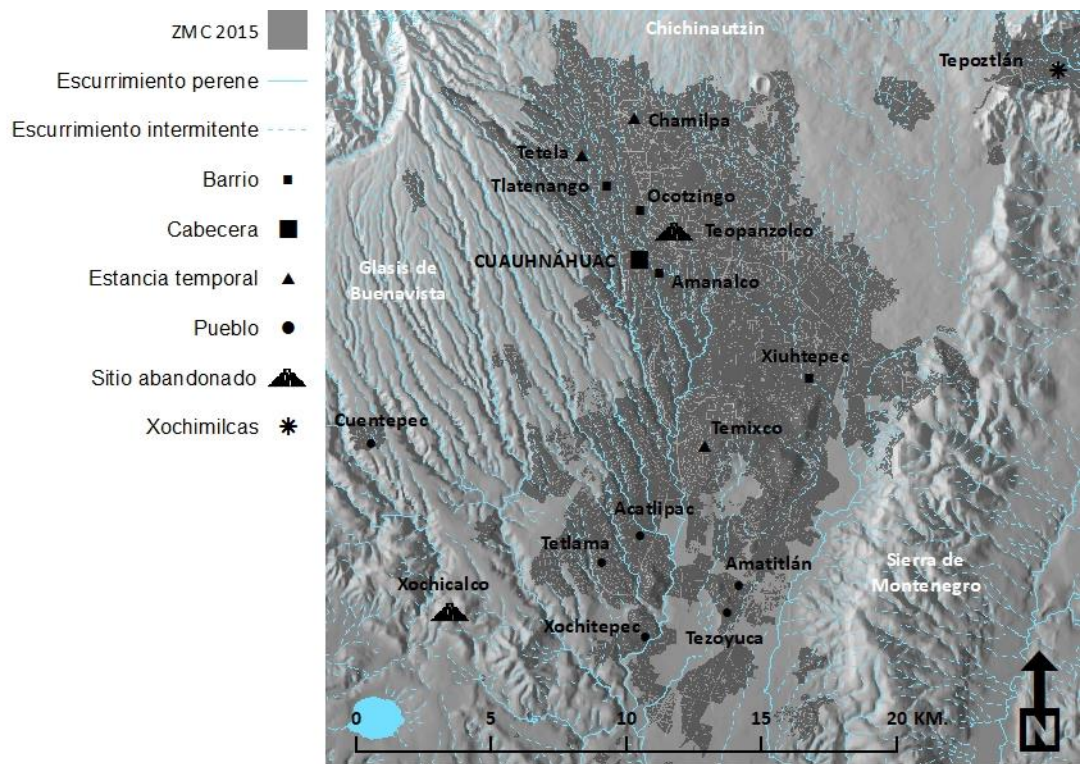 ZMC 2015
Escurrimiento perene
Escurrimiento intermitente
Barrio
Cabecera
Estancia temporal
Pueblo
Sitio abandonado
Xochimilcas
Chichinautzin
Tepoztlán
Chamilpa
Tetela
Tlatenango
Ocotzingo
Teopanzolco
CUAUHNÁHUAC
Amanalco
Glasis de
Buenavista
Xiuhtepec
Cuentepec
Temixco
Acatlipac
Tetlama
Amatitlán
Sierra de
Montenegro
Xochicalco
Xochitepec
Tezoyuca
0 5 10 15 20 KM.
N